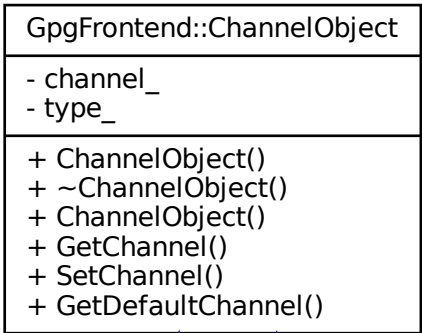 GpgFrontend::ChannelObject
- channel_
- type_
+ ChannelObject()
+ ~ChannelObject()
+ ChannelObject()
+ GetChannel()
+ SetChannel()
+ GetDefaultChannel()